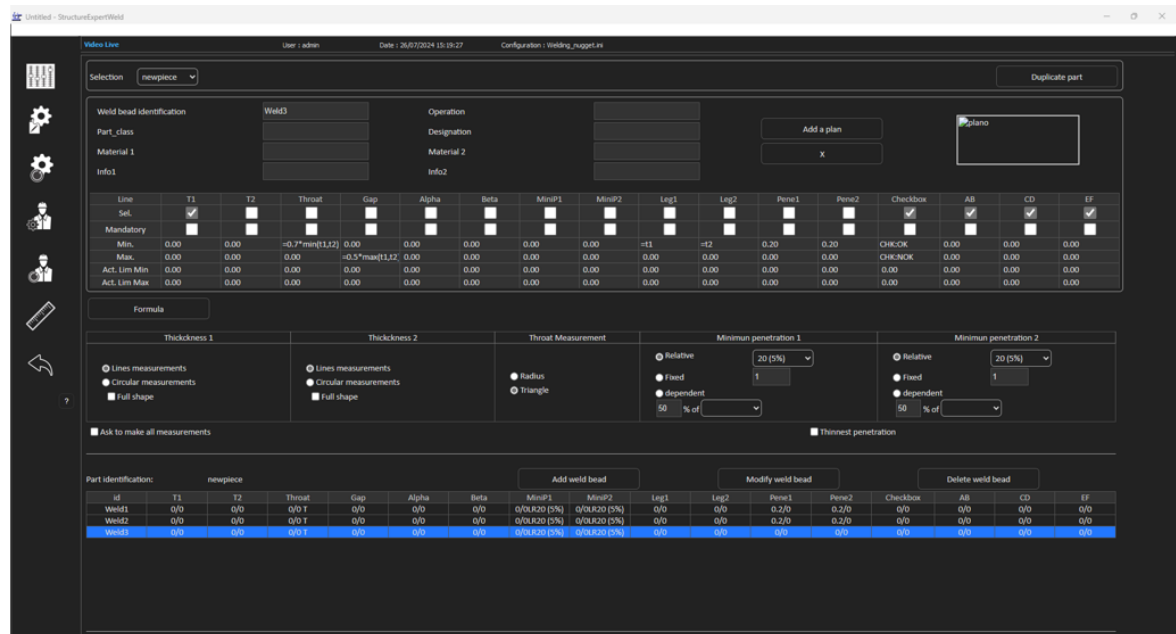 Untitled - StructureExpertWeld
Video Live User : admin Date : 26/07/2024 15:19:27 Configuration : Welding_nugget.ini
Selection newpiece Duplicate part
Weld bead identification Weld3 Operation
Part_class Designation Add a plan plano
Material 1 Material 2 X
Info1 Info2
Line T1 T2 Throat Gap Alpha Beta MiniP1 MiniP2 Leg1 Leg2 Pene1 Pene2 Checkbox AB CD EF
Sel.
Mandatory
Min. 0.00 0.00 =0.7*min(t1,t2) 0.00 0.00 0.00 0.00 0.00 =t1 =t2 0.20 0.20 CHK:OK 0.00 0.00 0.00
Max. 0.00 0.00 0.00 =0.5*max(t1,t2 0.00 0.00 0.00 0.00 0.00 0.00 0.00 0.00 CHK:NOK 0.00 0.00 0.00
Act. Lim Min 0.00 0.00 0.00 0.00 0.00 0.00 0.00 0.00 0.00 0.00 0.00 0.00 0.00 0.00 0.00 0.00
Act. Lim Max 0.00 0.00 0.00 0.00 0.00 0.00 0.00 0.00 0.00 0.00 0.00 0.00 0.00 0.00 0.00 0.00
Formula
Thickckness 1 Thickckness 2 Throat Measurement Minimun penetration 1 Minimun penetration 2
Relative 20 (5%) Relative 20 (5%)
Lines measurements Lines measurements
Circular measurements Circular measurements Radius Fixed 1 Fixed 1
Full shape Full shape Triangle dependent dependent
50 % of 50 % of
?
Ask to make all measurements Thinnest penetration
Part identification: newpiece Add weld bead Modify weld bead Delete weld bead
id T1 T2 Throat Gap Alpha Beta MiniP1 MiniP2 Leg1 Leg2 Pene1 Pene2 Checkbox AB CD EF
Weld1 0/0 0/0 0/0 T 0/0 0/0 0/0 0/0LR20 (5%) 0/0LR20 (5%) 0/0 0/0 0.2/0 0.2/0 0/0 0/0 0/0 0/0
Weld2 0/0 0/0 0/0 T 0/0 0/0 0/0 0/0LR20 (5%) 0/0LR20 (5%) 0/0 0/0 0.2/0 0.2/0 0/0 0/0 0/0 0/0
Weld3 0/0 0/0 0/0 T 0/0 0/0 0/0 0/0LR20 (5%) 0/0LR20 (5%) 0/0 0/0 0/0 0/0 0/0 0/0 0/0 0/0